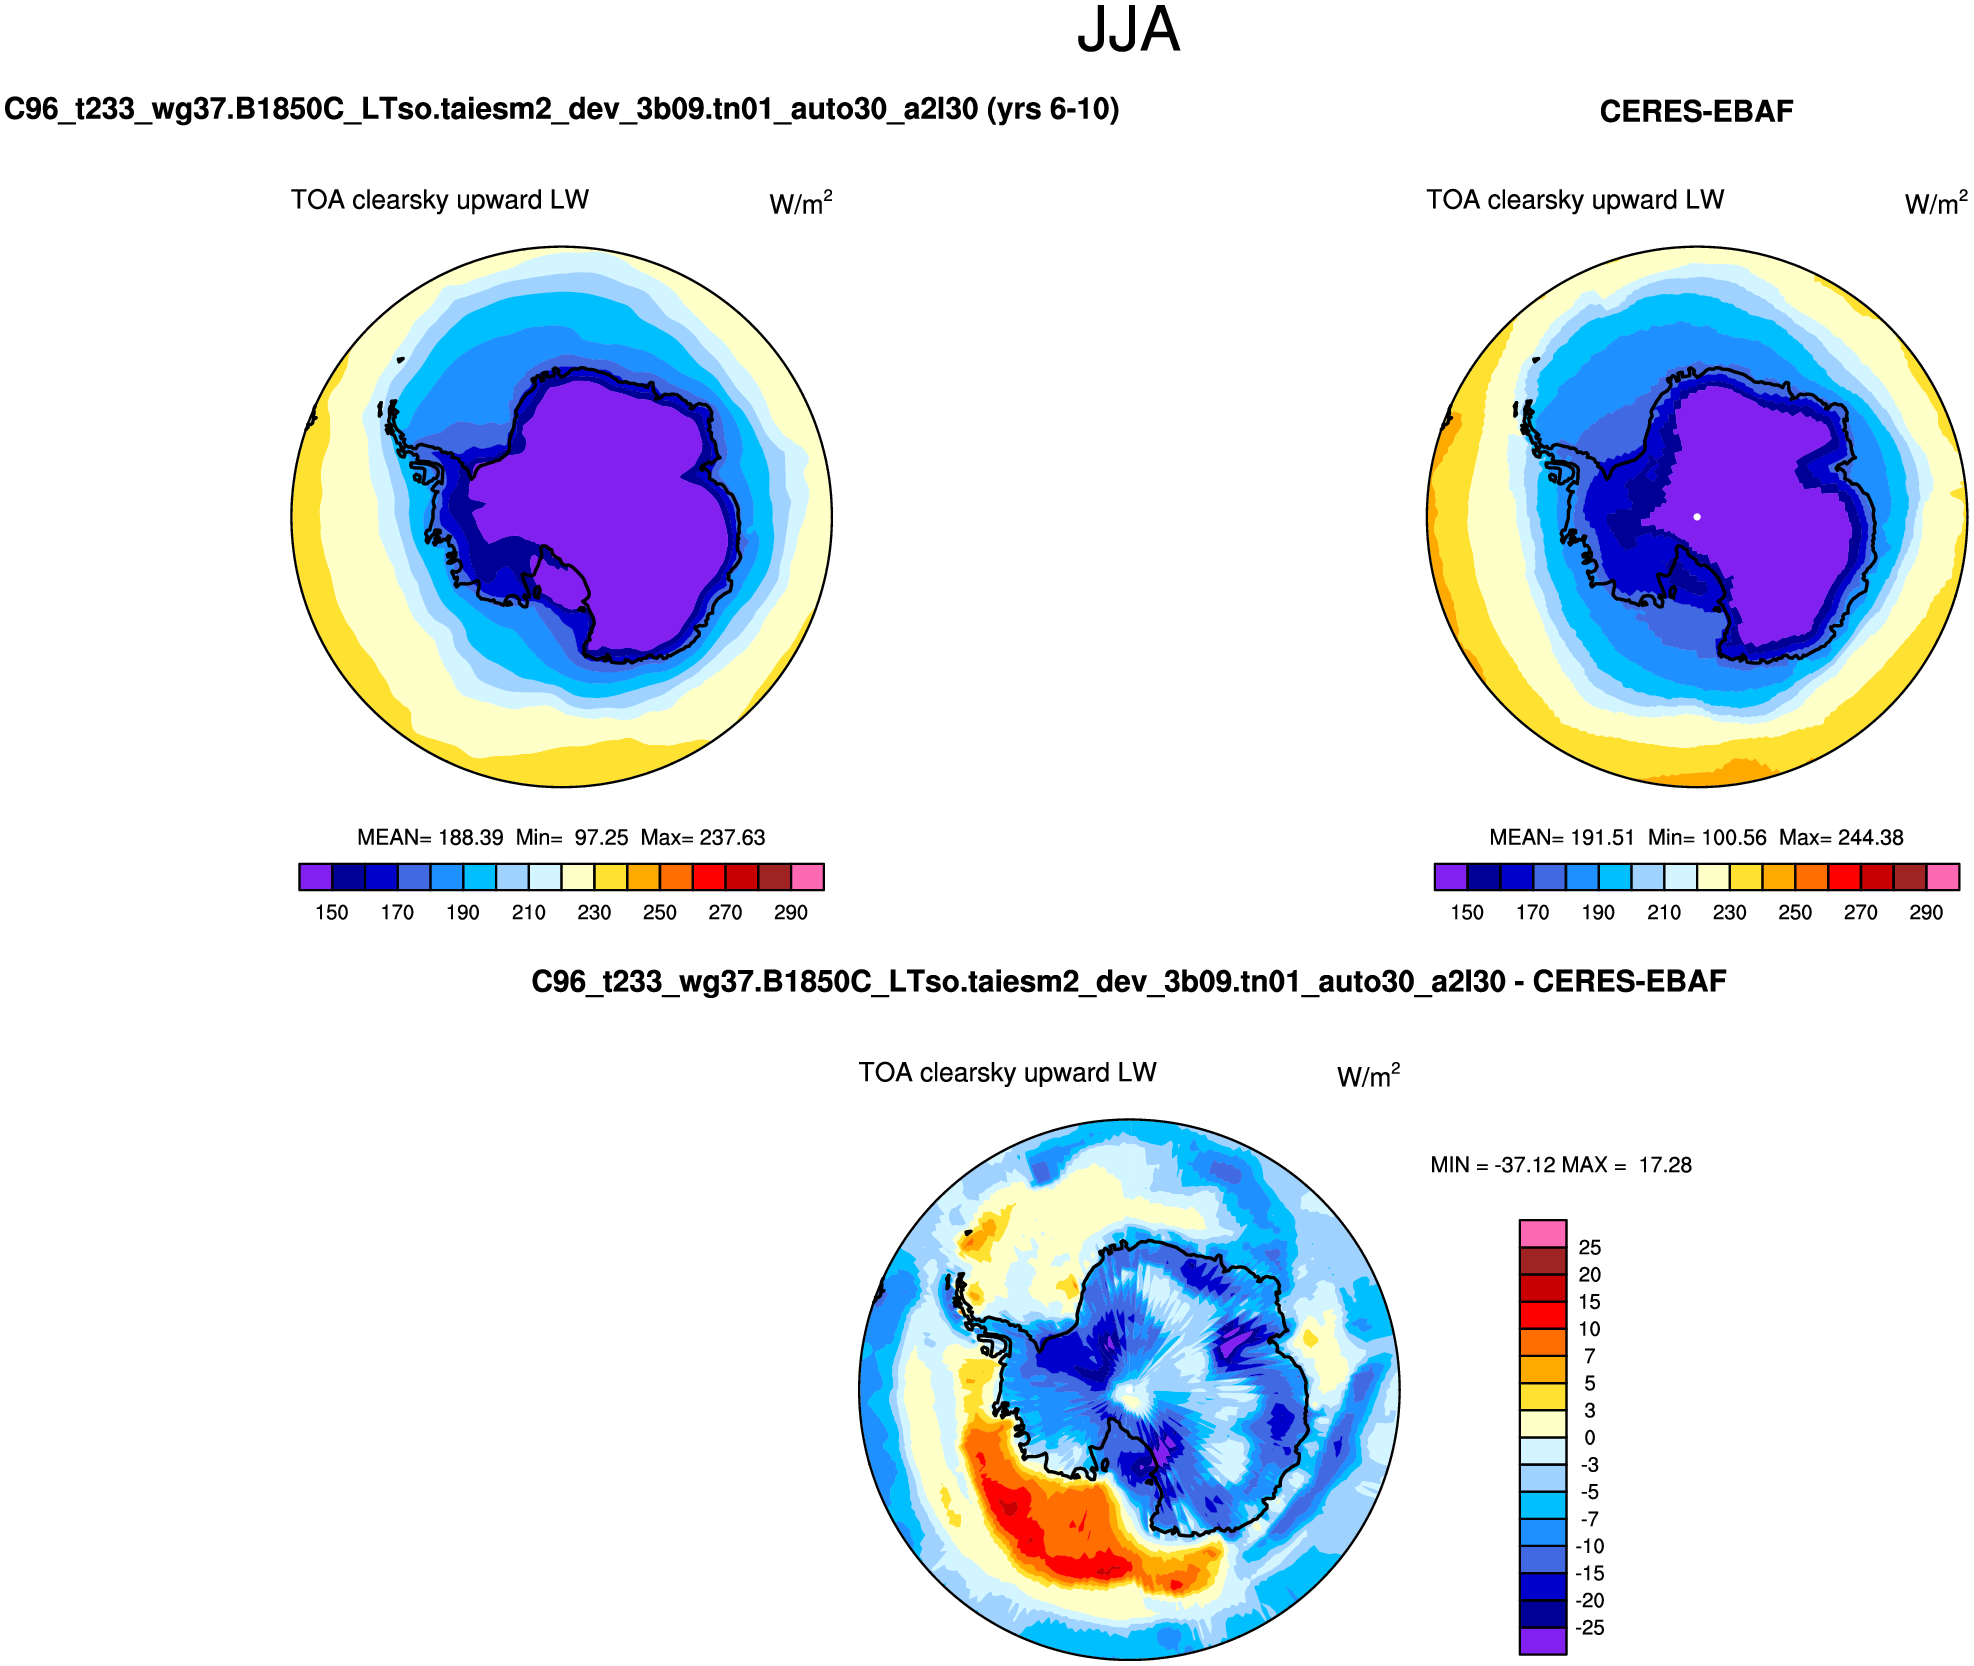 JJA
C96_t233_wg37.B1850C_LTso.taiesm2_dev_3b09.tn01_auto30_a2l30 (yrs 6-10)
CERES-EBAF
TOA clearsky upward LW W/m²
TOA clearsky upward LW W/m²
MEAN= 188.39 Min= 97.25 Max= 237.63
MEAN= 191.51 Min= 100.56 Max= 244.38
150 170 190 210 230 250 270 290
150 170 190 210 230 250 270 290
C96_t233_wg37.B1850C_LTso.taiesm2_dev_3b09.tn01_auto30_a2l30 - CERES-EBAF
TOA clearsky upward LW W/m²
MIN = -37.12 MAX = 17.28
25
20
15
10
7
5
3
0
-3
-5
-7
-10
-15
-20
-25